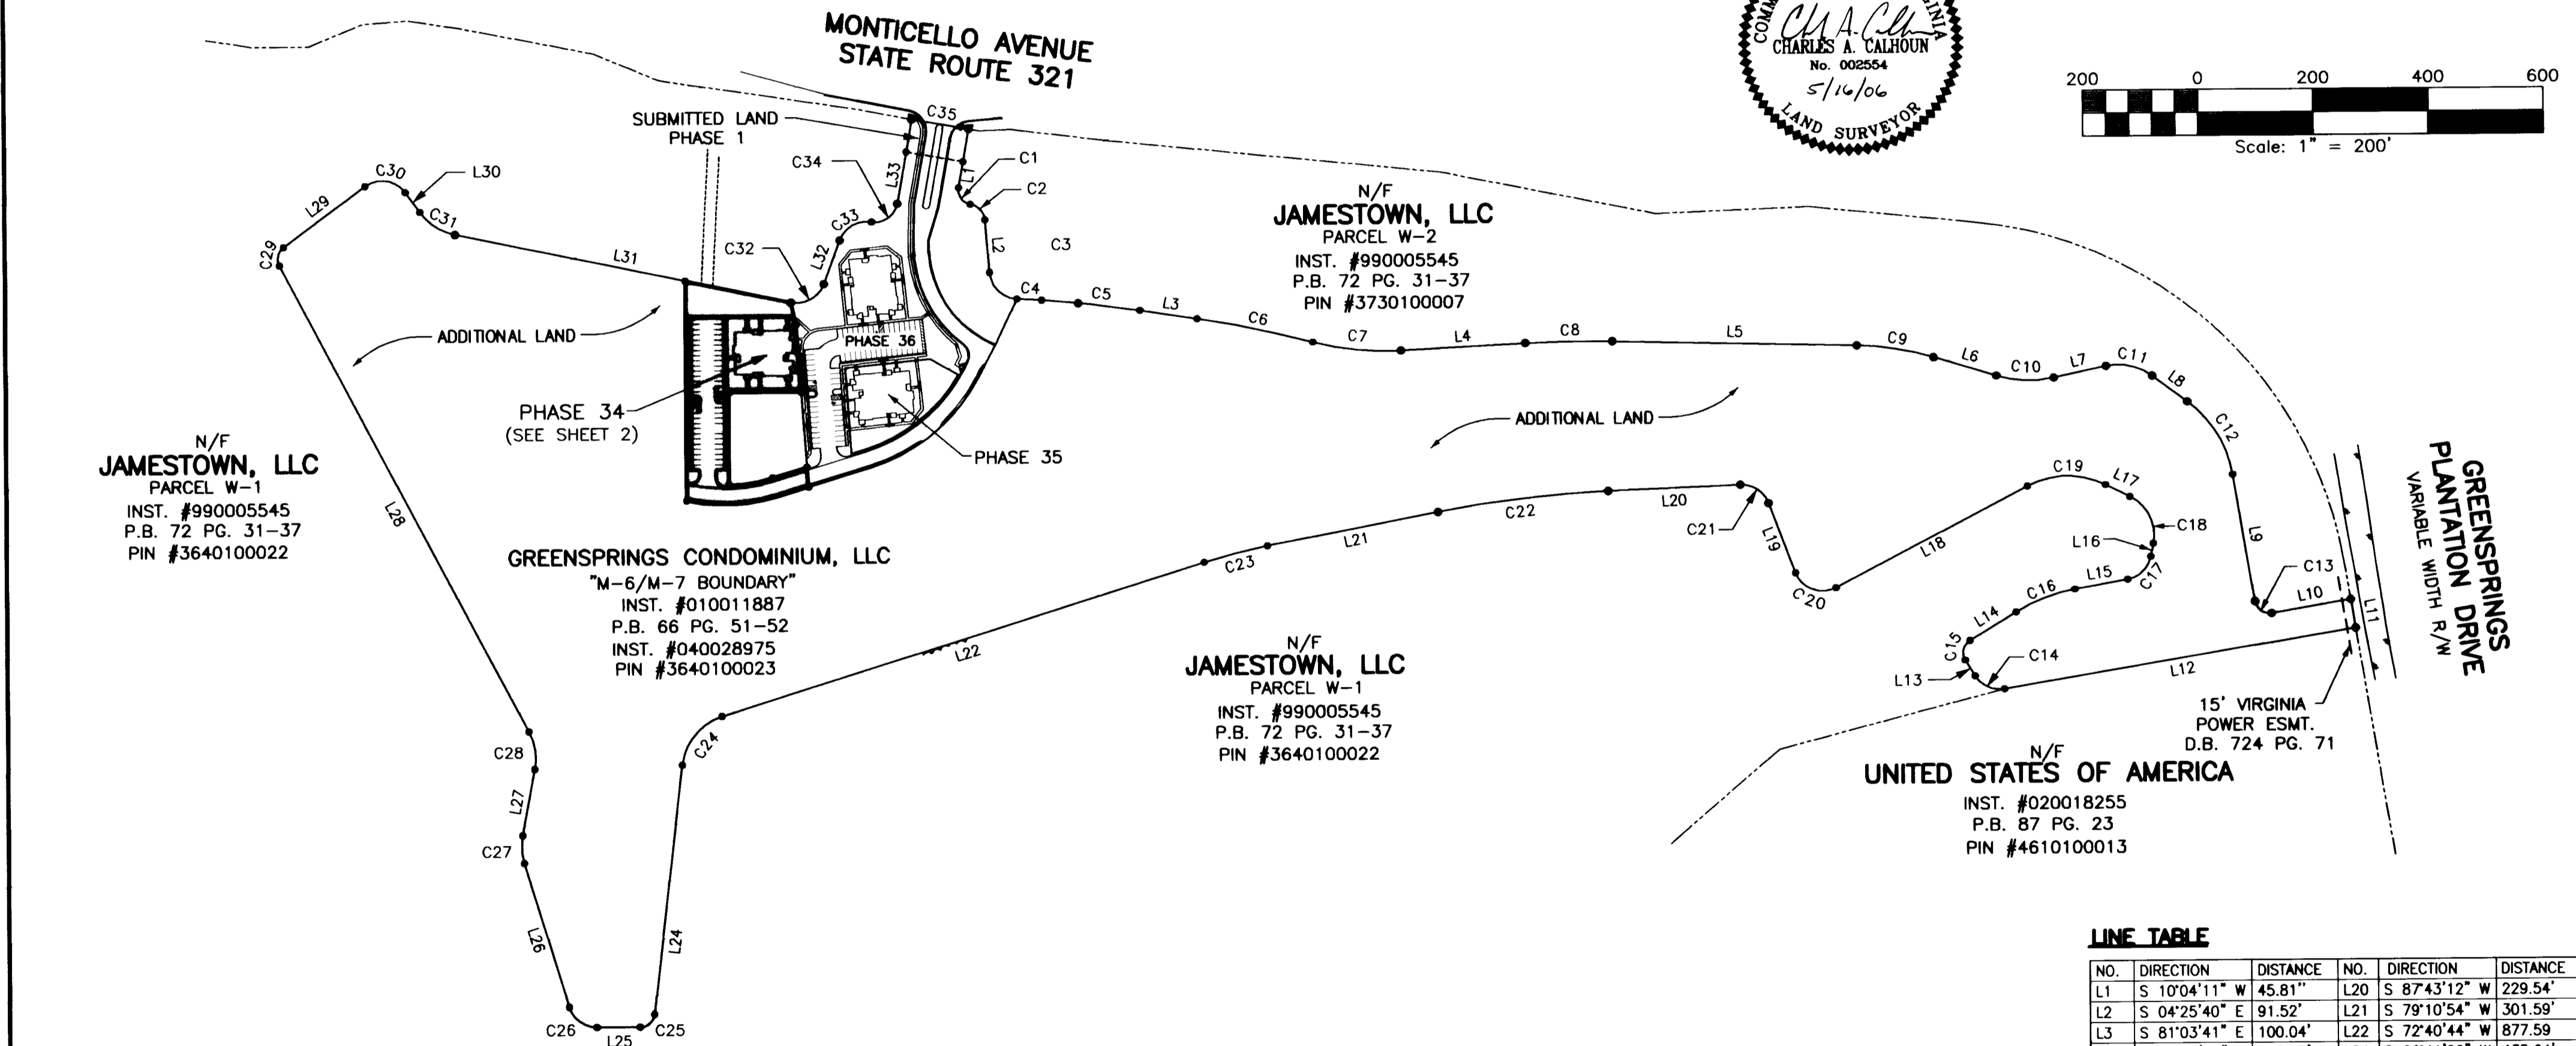 MONTICELLO AVENUE
STATE ROUTE 321
CHARLES A. CALHOUN
No. 002554
5/16/06
LAND SURVEYOR
200 0 200 400 600
Scale: 1" = 200'
SUBMITTED LAND
PHASE 1
C35
C34
L33
C1
L1
C2
C30
L30
L29
C31
C29
C33
C32
L32
L31
L2
C3
C4
C5
L3
C6
C7
L4
C8
L5
C9
L6
C10
L7
C11
L8
C12
N/F
JAMESTOWN, LLC
PARCEL W-2
INST. #990005545
P.B. 72 PG. 31-37
PIN #3730100007
ADDITIONAL LAND
PHASE 36
PHASE 34
(SEE SHEET 2)
PHASE 35
ADDITIONAL LAND
N/F
JAMESTOWN, LLC
PARCEL W-1
INST. #990005545
P.B. 72 PG. 31-37
PIN #3640100022
L28
GREENSPRINGS CONDOMINIUM, LLC
"M-6/M-7 BOUNDARY"
INST. #010011887
P.B. 66 PG. 51-52
INST. #040028975
PIN #3640100023
L22
C23
L21
C22
L20
C21
L19
C20
L18
C19
L17
C18
L16
C17
L15
C16
L14
C15
L13
C14
L12
L9
C13
L10
L11
GREENSPRINGS
PLANTATION DRIVE
VARIABLE WIDTH R/W
N/F
JAMESTOWN, LLC
PARCEL W-1
INST. #990005545
P.B. 72 PG. 31-37
PIN #3640100022
15' VIRGINIA
POWER ESMT.
D.B. 724 PG. 71
N/F
UNITED STATES OF AMERICA
INST. #020018255
P.B. 87 PG. 23
PIN #4610100013
C24
C28
L27
C27
L26
L24
C26
L25
C25
LINE TABLE
NO. DIRECTION DISTANCE NO. DIRECTION DISTANCE
L1 S 10°04'11" W 45.81" L20 S 87°43'12" W 229.54'
L2 S 04°25'40" E 91.52' L21 S 79°10'54" W 301.59'
L3 S 81°03'41" E 100.04' L22 S 72°40'44" W 877.59